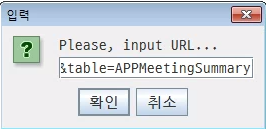 입력
?
Please, input URL...
&table=APPMeetingSummary
확인 취소